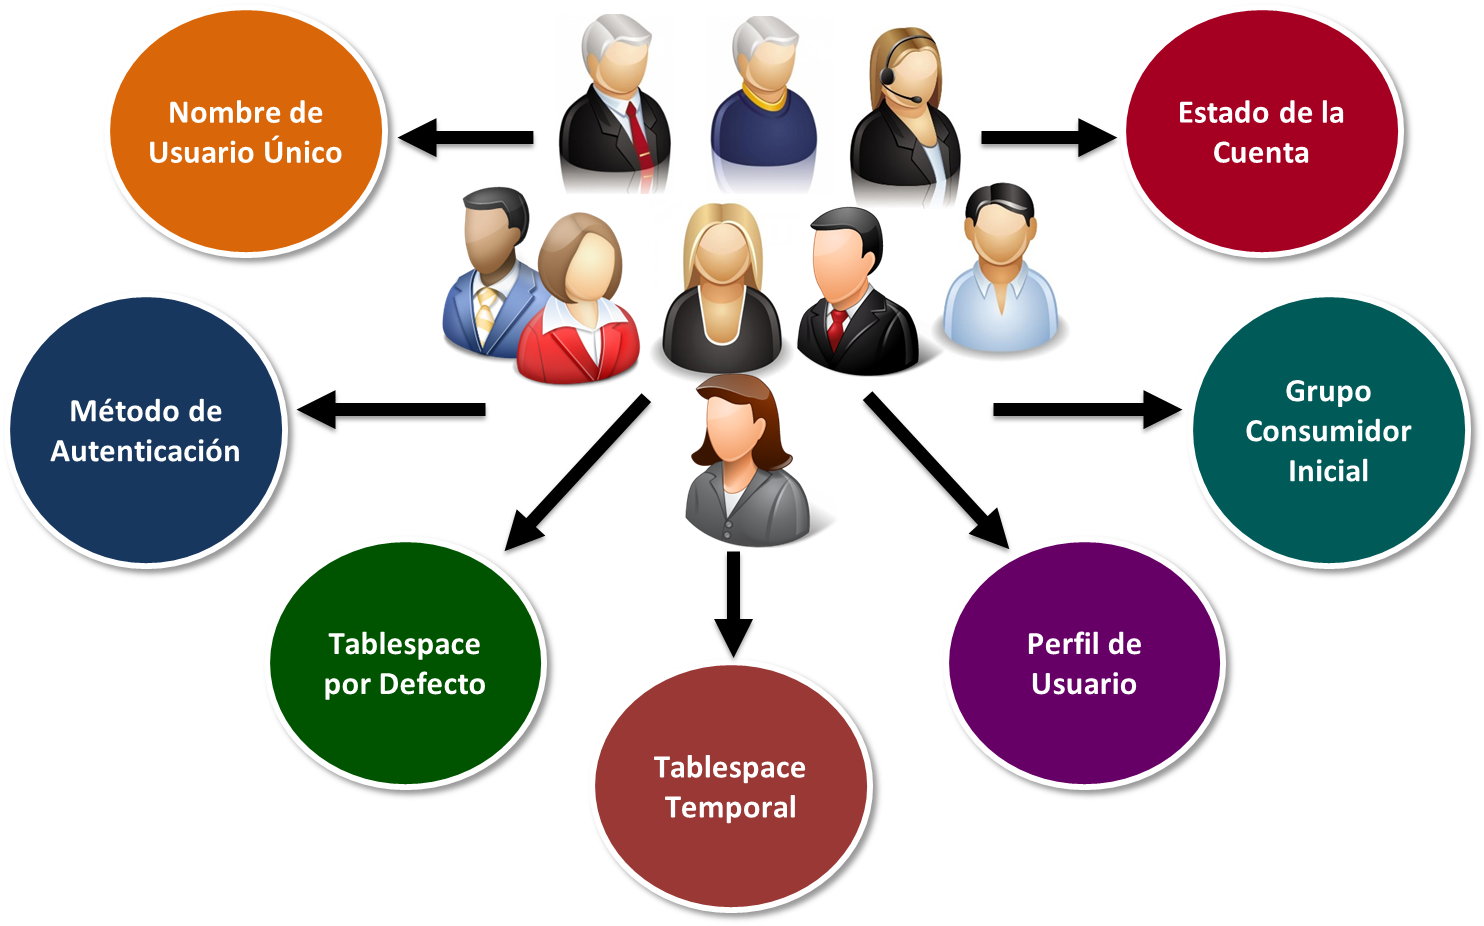 Nombre de
Usuario Único
Estado de la
Cuenta
Método de
Autenticación
Grupo
Consumidor
Inicial
Tablespace
por Defecto
Perfil de
Usuario
Tablespace
Temporal